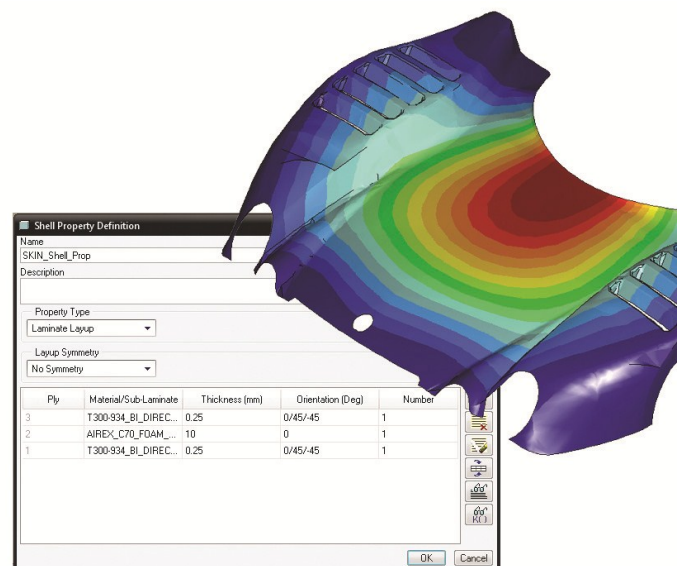 Shell Property Definition
Name
SKIN_Shell_Prop
Description
Property Type
Laminate Layup
Layup Symmetry
No Symmetry
Ply Material/Sub-Laminate Thickness (mm) Orientation (Deg) Number
3 T300-934_BI_DIREC... 0.25 0/45/-45 1
2 AIREX_C70_FOAM_... 10 0 1
1 T300-934_BI_DIREC... 0.25 0/45/-45 1
OK Cancel